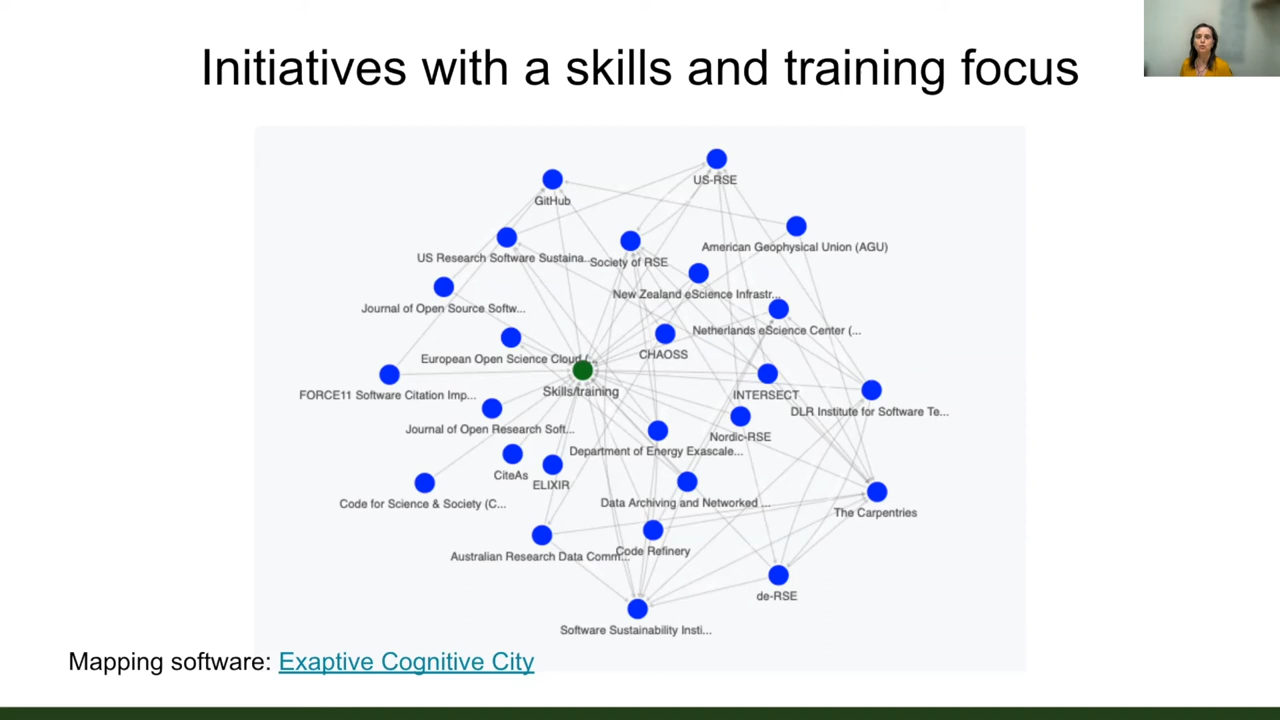 Initiatives with a skills and training focus
US-RSE
GitHub
American Geophysical Union (AGU)
US Research Software Sustaina...
Society of RSE
New Zealand eScience Infrastr...
Journal of Open Source Softw...
Netherlands eScience Center (...
CHAOSS
European Open Science Cloud (...
Skills/training
FORCE11 Software Citation Imp...
INTERSECT
DLR Institute for Software Te...
Journal of Open Research Soft...
Nordic-RSE
Department of Energy Exascale...
CiteAs
ELIXIR
Code for Science & Society (C...
Data Archiving and Networked ...
The Carpentries
Australian Research Data Comm...
Code Refinery
de-RSE
Software Sustainability Insti...
Mapping software: Exaptive Cognitive City